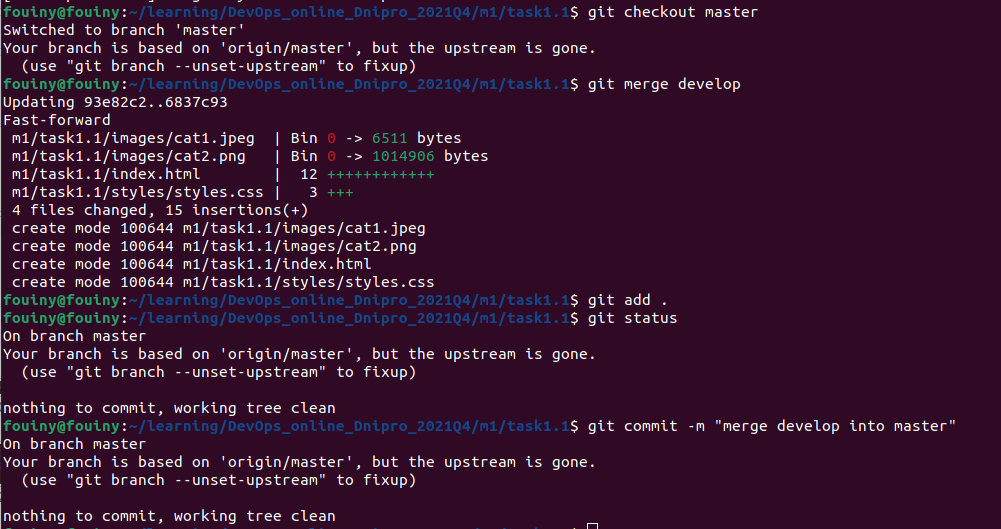 fouiny@fouiny:~/learning/DevOps_online_Dnipro_2021Q4/m1/task1.1$ git checkout master
Switched to branch 'master'
Your branch is based on 'origin/master', but the upstream is gone.
  (use "git branch --unset-upstream" to fixup)
fouiny@fouiny:~/learning/DevOps_online_Dnipro_2021Q4/m1/task1.1$ git merge develop
Updating 93e82c2..6837c93
Fast-forward
 m1/task1.1/images/cat1.jpeg  | Bin 0 -> 6511 bytes
 m1/task1.1/images/cat2.png   | Bin 0 -> 1014906 bytes
 m1/task1.1/index.html        |  12 ++++++++++++
 m1/task1.1/styles/styles.css |   3 +++
 4 files changed, 15 insertions(+)
 create mode 100644 m1/task1.1/images/cat1.jpeg
 create mode 100644 m1/task1.1/images/cat2.png
 create mode 100644 m1/task1.1/index.html
 create mode 100644 m1/task1.1/styles/styles.css
fouiny@fouiny:~/learning/DevOps_online_Dnipro_2021Q4/m1/task1.1$ git add .
fouiny@fouiny:~/learning/DevOps_online_Dnipro_2021Q4/m1/task1.1$ git status
On branch master
Your branch is based on 'origin/master', but the upstream is gone.
  (use "git branch --unset-upstream" to fixup)

nothing to commit, working tree clean
fouiny@fouiny:~/learning/DevOps_online_Dnipro_2021Q4/m1/task1.1$ git commit -m "merge develop into master"
On branch master
Your branch is based on 'origin/master', but the upstream is gone.
  (use "git branch --unset-upstream" to fixup)

nothing to commit, working tree clean
fouiny@fouiny:~/learning/DevOps_online_Dnipro_2021Q4/m1/task1.1$